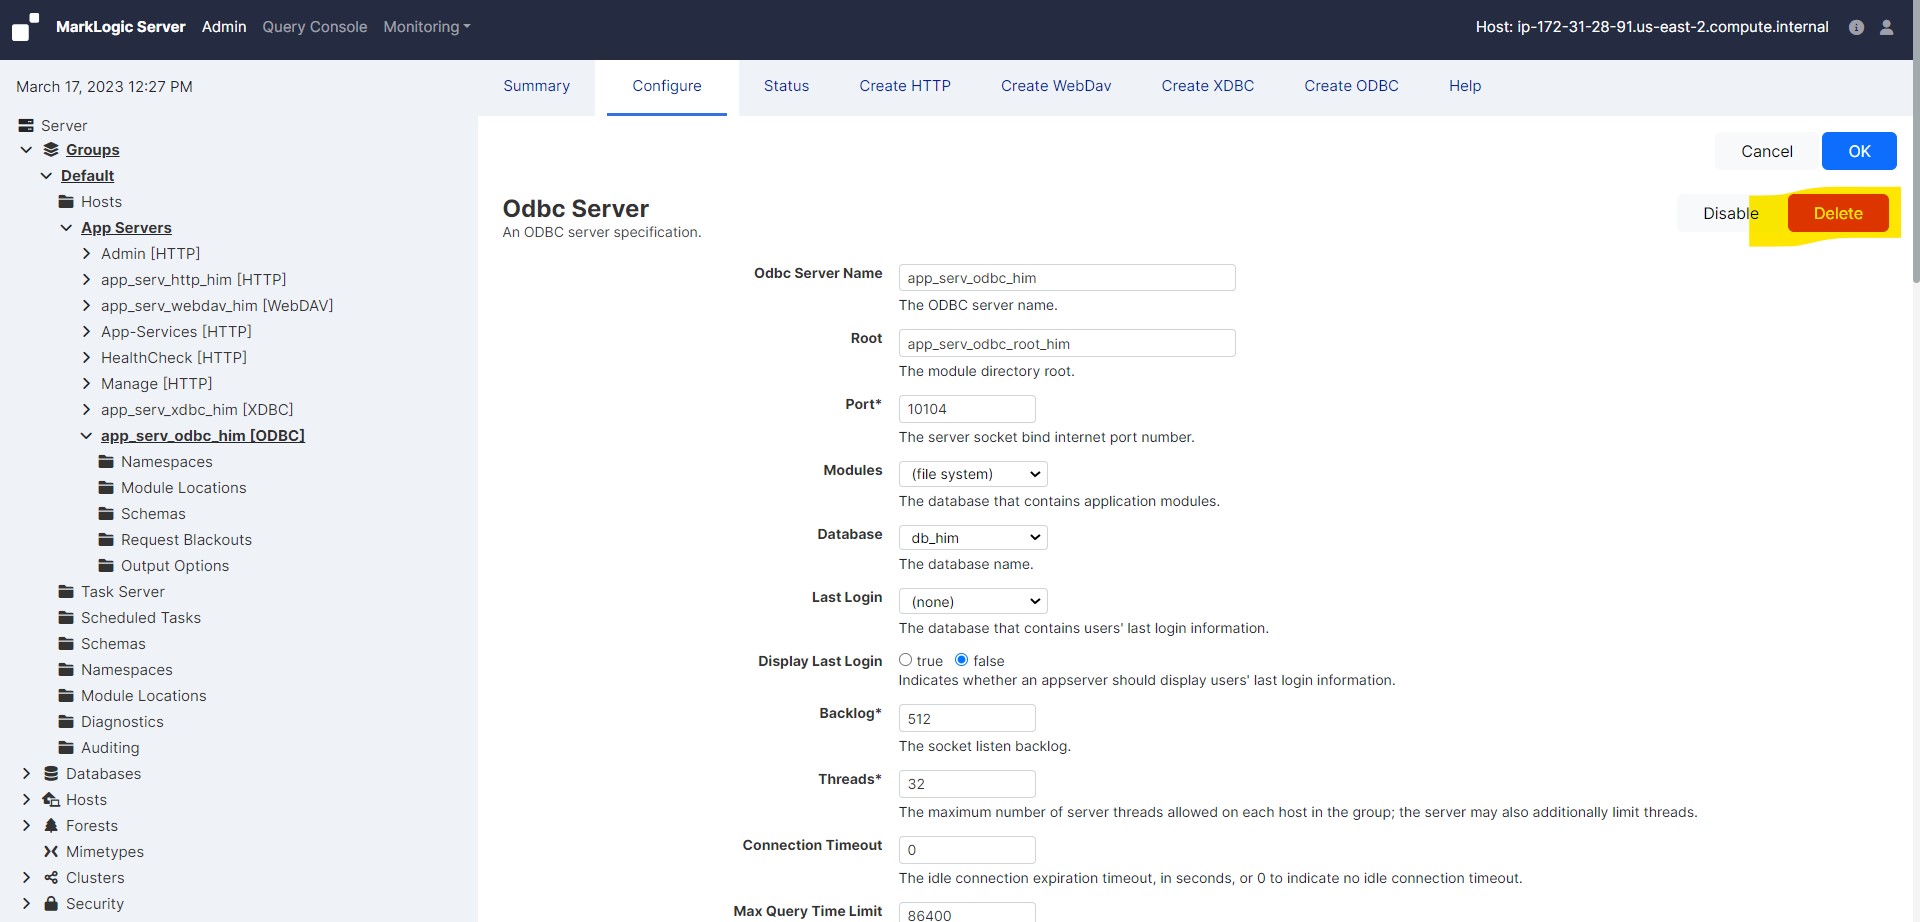 MarkLogic Server Admin Query Console Monitoring Host: ip-172-31-28-91.us-east-2.compute.internal
March 17, 2023 12:27 PM
Summary Configure Status Create HTTP Create WebDav Create XDBC Create ODBC Help
Server
Groups
Default
Hosts
App Servers
Admin [HTTP]
app_serv_http_him [HTTP]
app_serv_webdav_him [WebDAV]
App-Services [HTTP]
HealthCheck [HTTP]
Manage [HTTP]
app_serv_xdbc_him [XDBC]
app_serv_odbc_him [ODBC]
Namespaces
Module Locations
Schemas
Request Blackouts
Output Options
Task Server
Scheduled Tasks
Schemas
Namespaces
Module Locations
Diagnostics
Auditing
Databases
Hosts
Forests
Mimetypes
Clusters
Security
Cancel OK
Odbc Server Disable Delete
An ODBC server specification.
Odbc Server Name app_serv_odbc_him
The ODBC server name.
Root app_serv_odbc_root_him
The module directory root.
Port* 10104
The server socket bind internet port number.
Modules (file system)
The database that contains application modules.
Database db_him
The database name.
Last Login (none)
The database that contains users' last login information.
Display Last Login true false
Indicates whether an appserver should display users' last login information.
Backlog* 512
The socket listen backlog.
Threads* 32
The maximum number of server threads allowed on each host in the group; the server may also additionally limit threads.
Connection Timeout 0
The idle connection expiration timeout, in seconds, or 0 to indicate no idle connection timeout.
Max Query Time Limit 86400